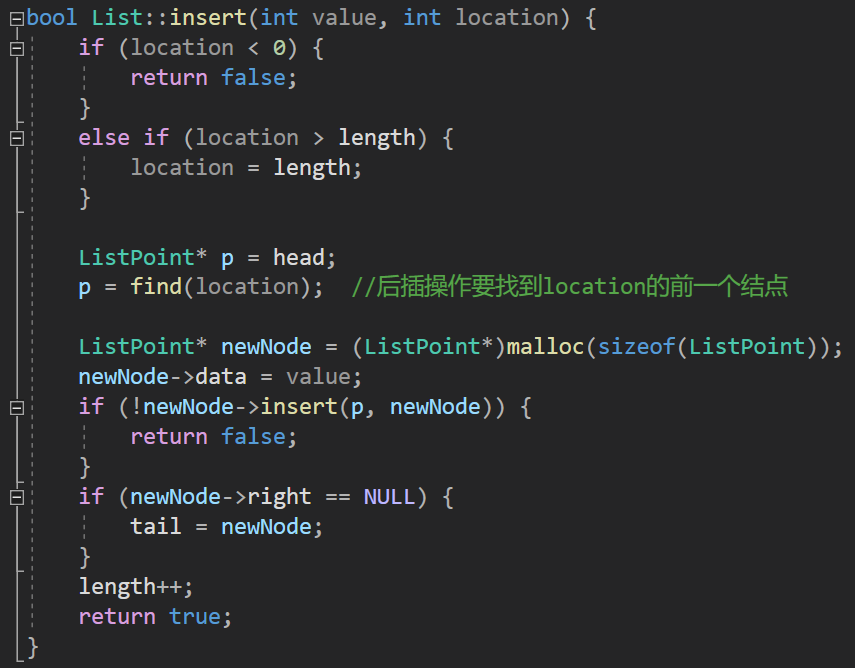 bool List::insert(int value, int location) {
if (location < 0) {
return false;
}
else if (location > length) {
location = length;
}
ListPoint* p = head;
p = find(location);  //后插操作要找到location的前一个结点
ListPoint* newNode = (ListPoint*)malloc(sizeof(ListPoint));
newNode->data = value;
if (!newNode->insert(p, newNode)) {
return false;
}
if (newNode->right == NULL) {
tail = newNode;
}
length++;
return true;
}